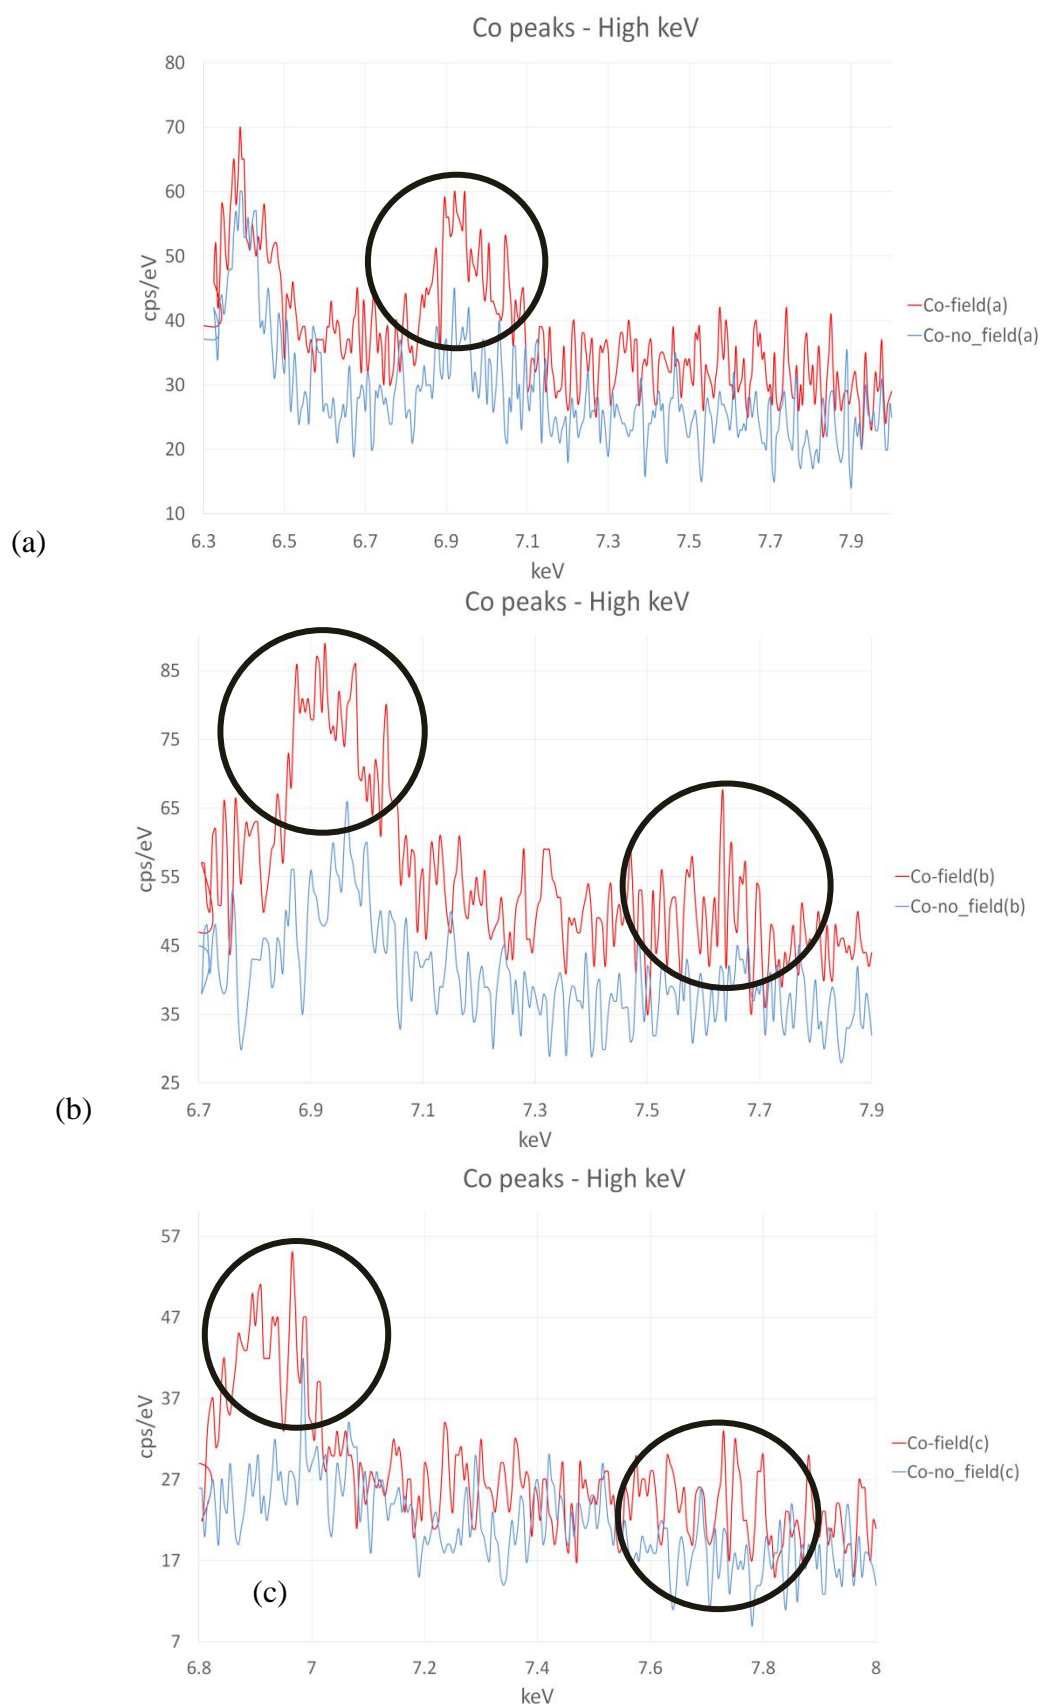 Co peaks - High keV
80
70
60
50
40
30
20
10
cps/eV
6.3 6.5 6.7 6.9 7.1 7.3 7.5 7.7 7.9
keV
Co-field(a)
Co-no_field(a)
(a)
Co peaks - High keV
85
75
65
55
45
35
25
cps/eV
6.7 6.9 7.1 7.3 7.5 7.7 7.9
keV
Co-field(b)
Co-no_field(b)
(b)
Co peaks - High keV
57
47
37
27
17
7
cps/eV
6.8 7 7.2 7.4 7.6 7.8 8
keV
Co-field(c)
Co-no_field(c)
(c)